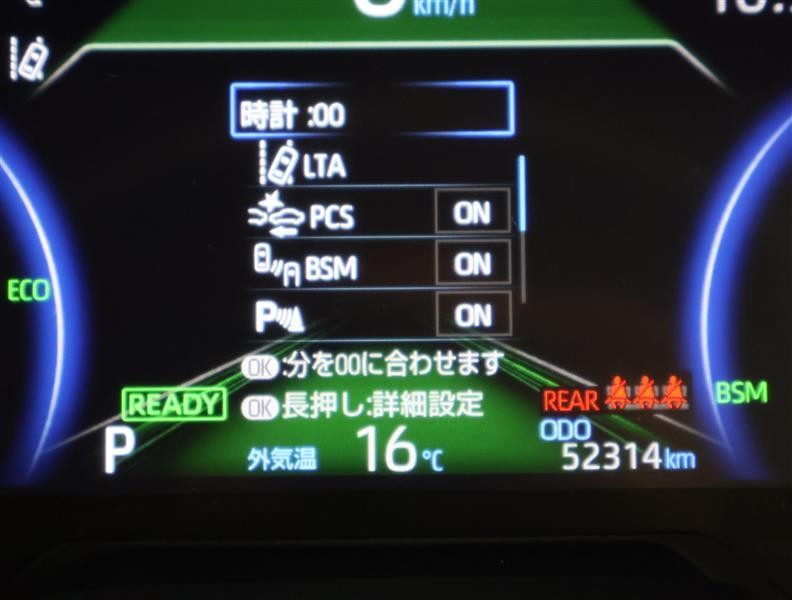 km/h
時計 :00
LTA
PCS ON
BSM ON
P ON
ECO
OK :分を00に合わせます
READY
OK 長押し:詳細設定
REAR
BSM
P
外気温 16℃
ODO
52314km